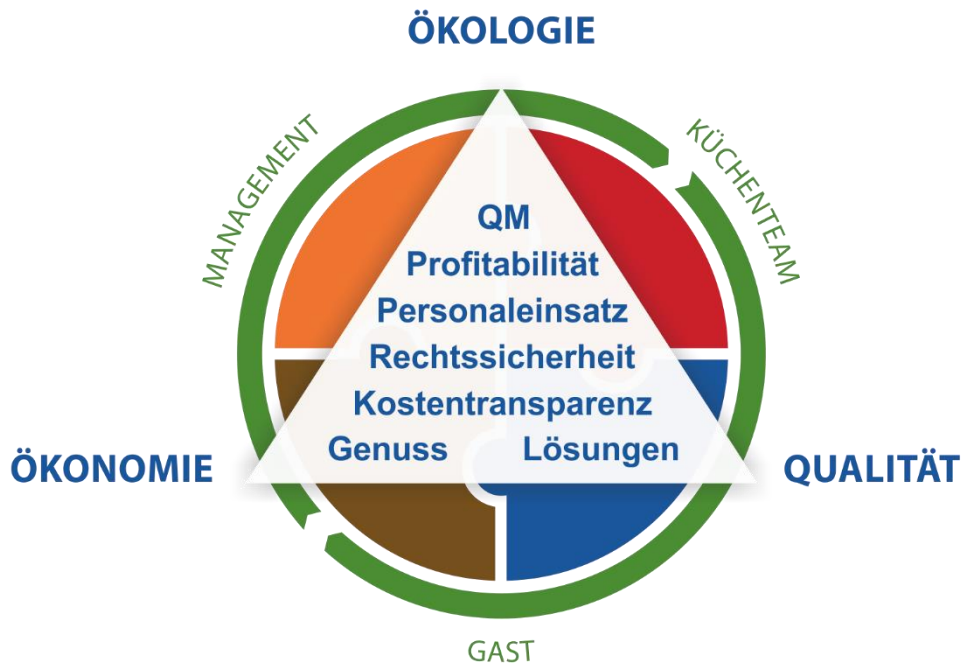 ÖKOLOGIE
MANAGEMENT
KÜCHENTEAM
QM
Profitabilität
Personaleinsatz
Rechtssicherheit
Kostentransparenz
Genuss Lösungen
ÖKONOMIE
QUALITÄT
GAST